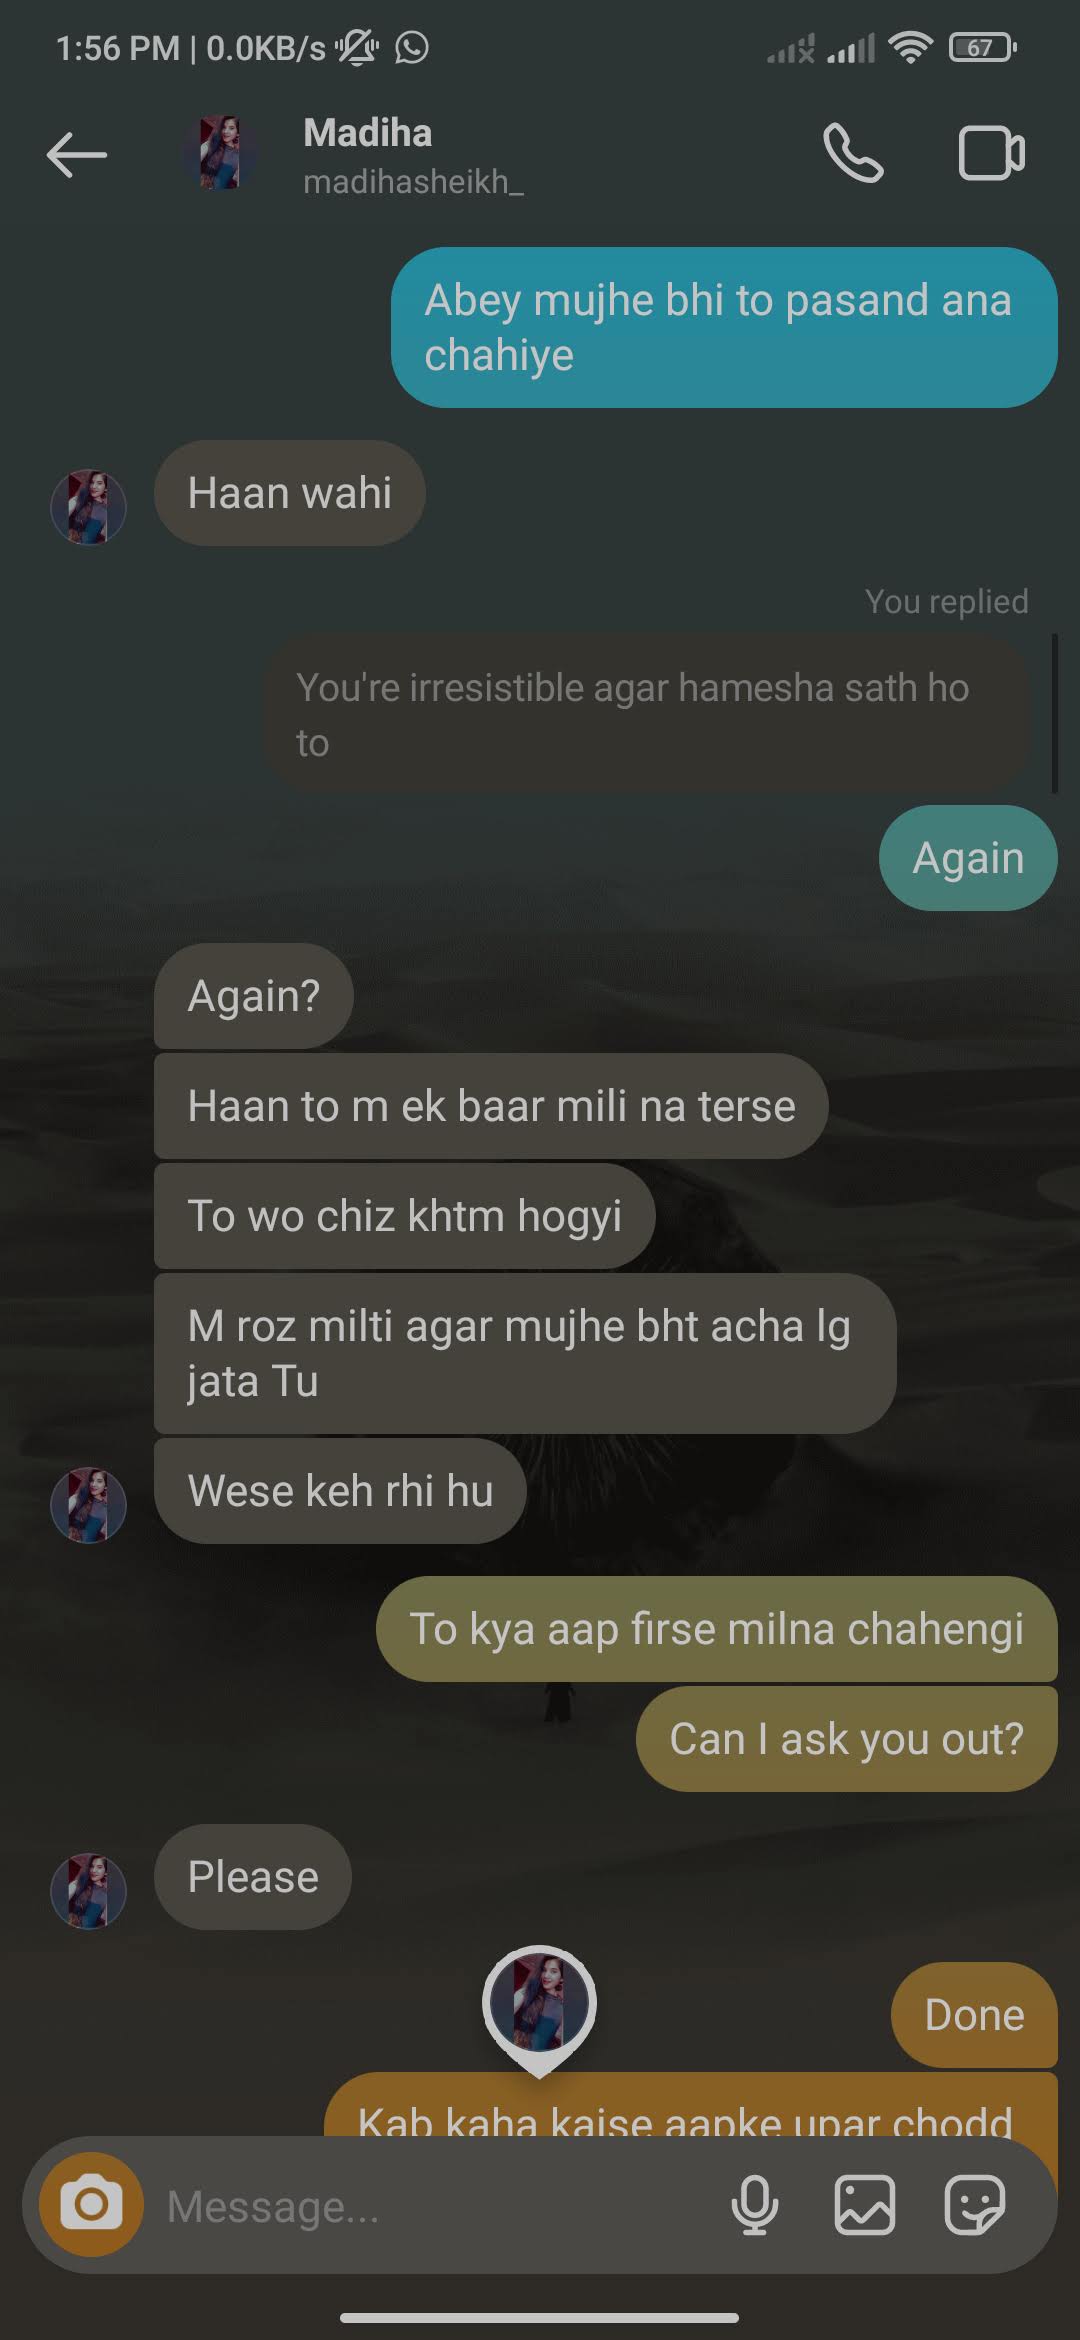 1:56 PM | 0.0KB/s
67
Madiha
madihasheikh_
Abey mujhe bhi to pasand ana
chahiye
Haan wahi
You replied
You're irresistible agar hamesha sath ho
to
Again
Again?
Haan to m ek baar mili na terse
To wo chiz khtm hogyi
M roz milti agar mujhe bht acha lg
jata Tu
Wese keh rhi hu
To kya aap firse milna chahengi
Can I ask you out?
Please
Done
Kab kaha kaise aapke upar chodd
Message...